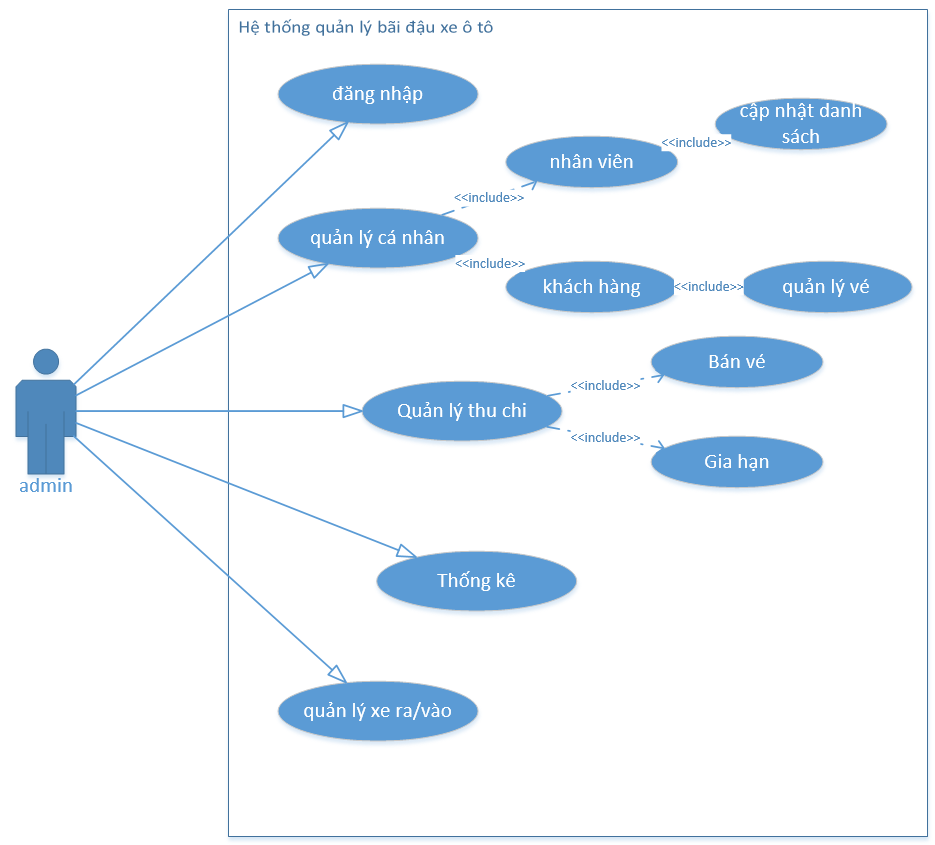 Hệ thống quản lý bãi đậu xe ô tô
đăng nhập
cập nhật danh
sách
<<include>>
nhân viên
<<include>>
quản lý cá nhân
<<include>>
khách hàng
<<include>>
quản lý vé
Bán vé
<<include>>
Quản lý thu chi
<<include>>
Gia hạn
admin
Thống kê
quản lý xe ra/vào